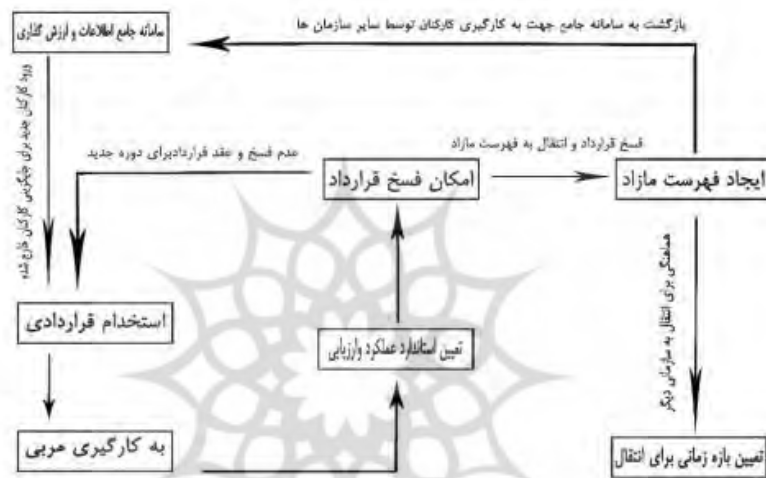 بازگشت به سامانه جامع جهت به کارگیری کارکنان توسط سایر سازمان ها
سامانه جامع اطلاعات و ارزش گذاری
ورود کارکنان جدید برای جایگزینی کارکنان خارج شده
عدم فسخ و عقد قراردادبرای دوره جدید
فسخ قرارداد و انتقال به فهرست مازاد
امکان فسخ قرارداد
ایجاد فهرست مازاد
هماهنگی برای انتقال به سازمانی دیگر
استخدام قراردادی
تعیین استاندارد عملکرد وارزیابی
به کارگیری مربی
تعیین بازه زمانی برای انتقال